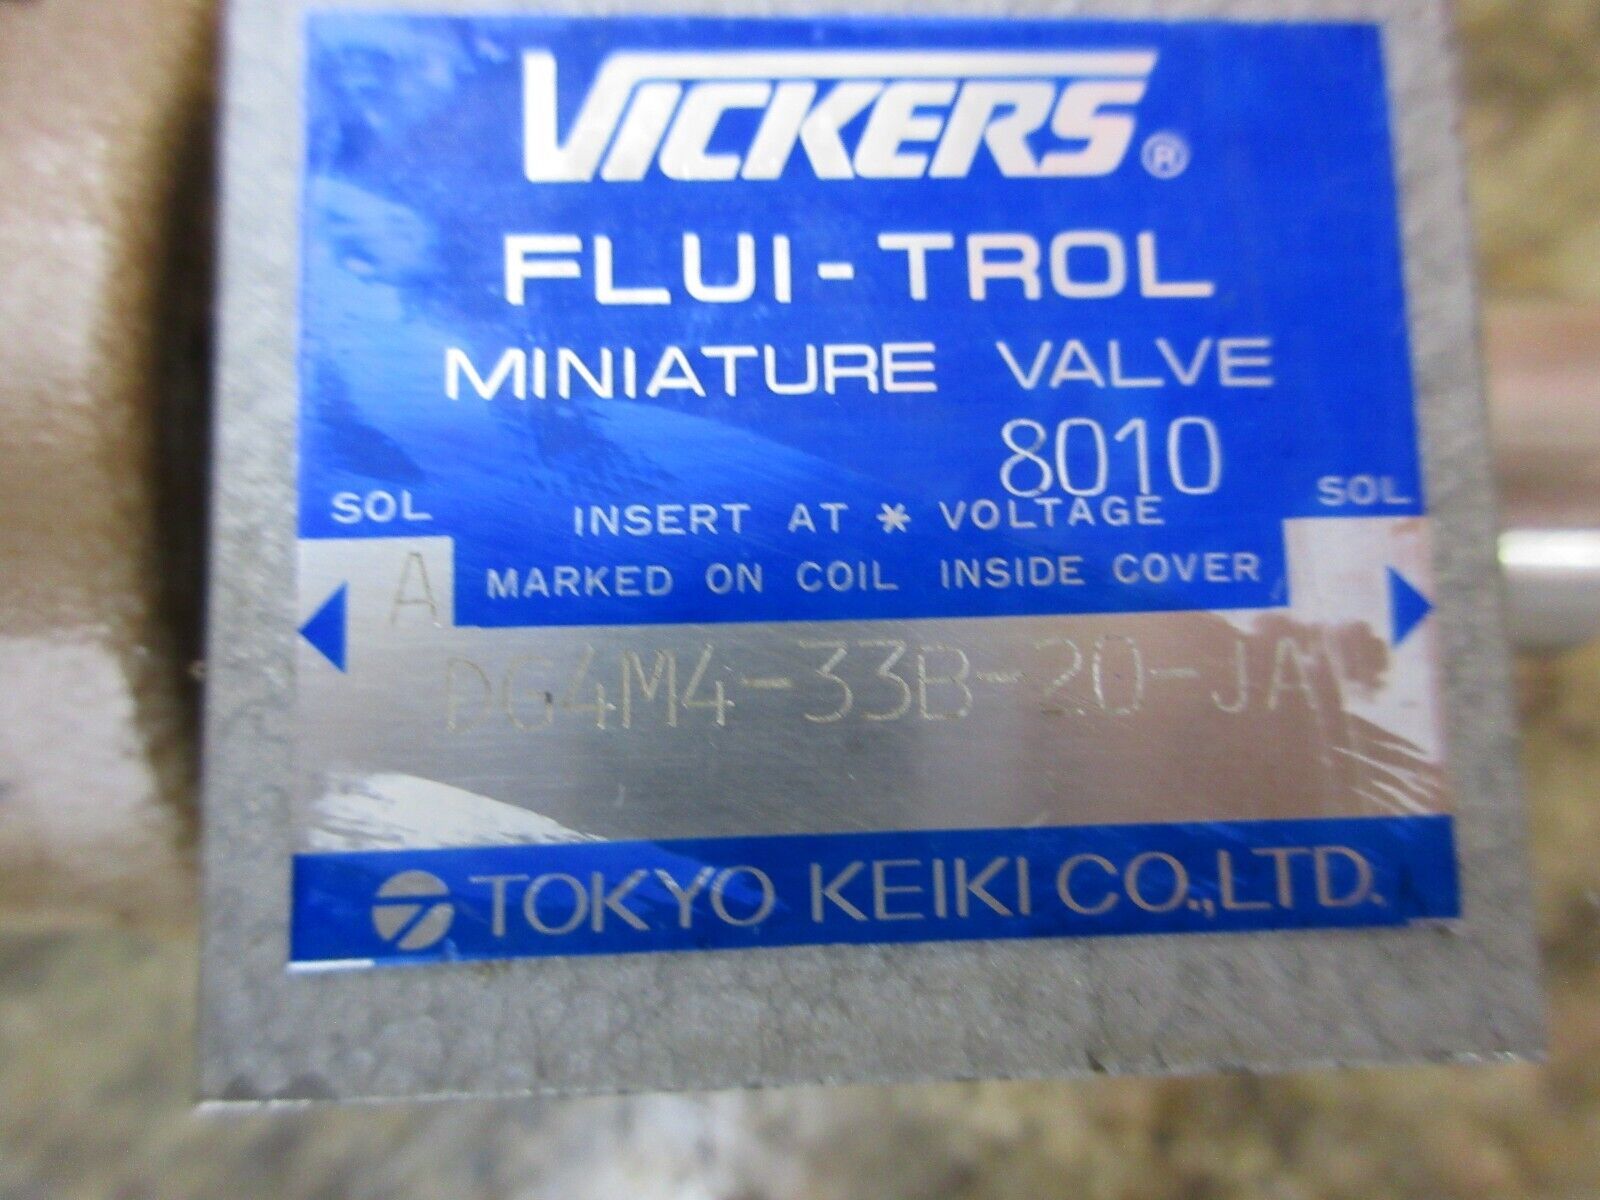 VICKERS®
FLUI-TROL
MINIATURE VALVE
8010
SOL
INSERT AT * VOLTAGE
SOL
A
MARKED ON COIL INSIDE COVER
DG4M4-33B-20-JA
TOKYO KEIKI CO.,LTD.